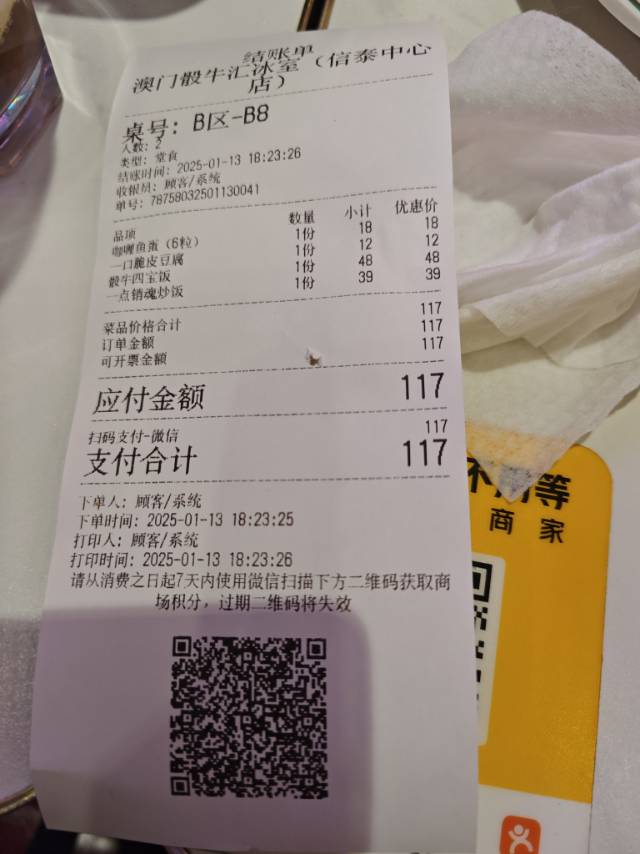 结账单
澳门骰牛汇冰室（信泰中心
店）
桌号：B区-B8
人数：2
类型：堂食
结账时间：2025-01-13 18:23:26
收银员：顾客/系统
单号：78758032501130041
品项 数量 小计 优惠价
咖喱鱼蛋（6粒） 1份 18 18
一口脆皮豆腐 1份 12 12
骰牛四宝饭 1份 48 48
一点销魂炒饭 1份 39 39
菜品价格合计 117
订单金额 117
可开票金额 117
应付金额 117
扫码支付-微信 117
支付合计 117
下单人：顾客/系统
下单时间：2025-01-13 18:23:25
打印人：顾客/系统
打印时间：2025-01-13 18:23:26
请从消费之日起7天内使用微信扫描下方二维码获取商
场积分，过期二维码将失效
不用等
商家